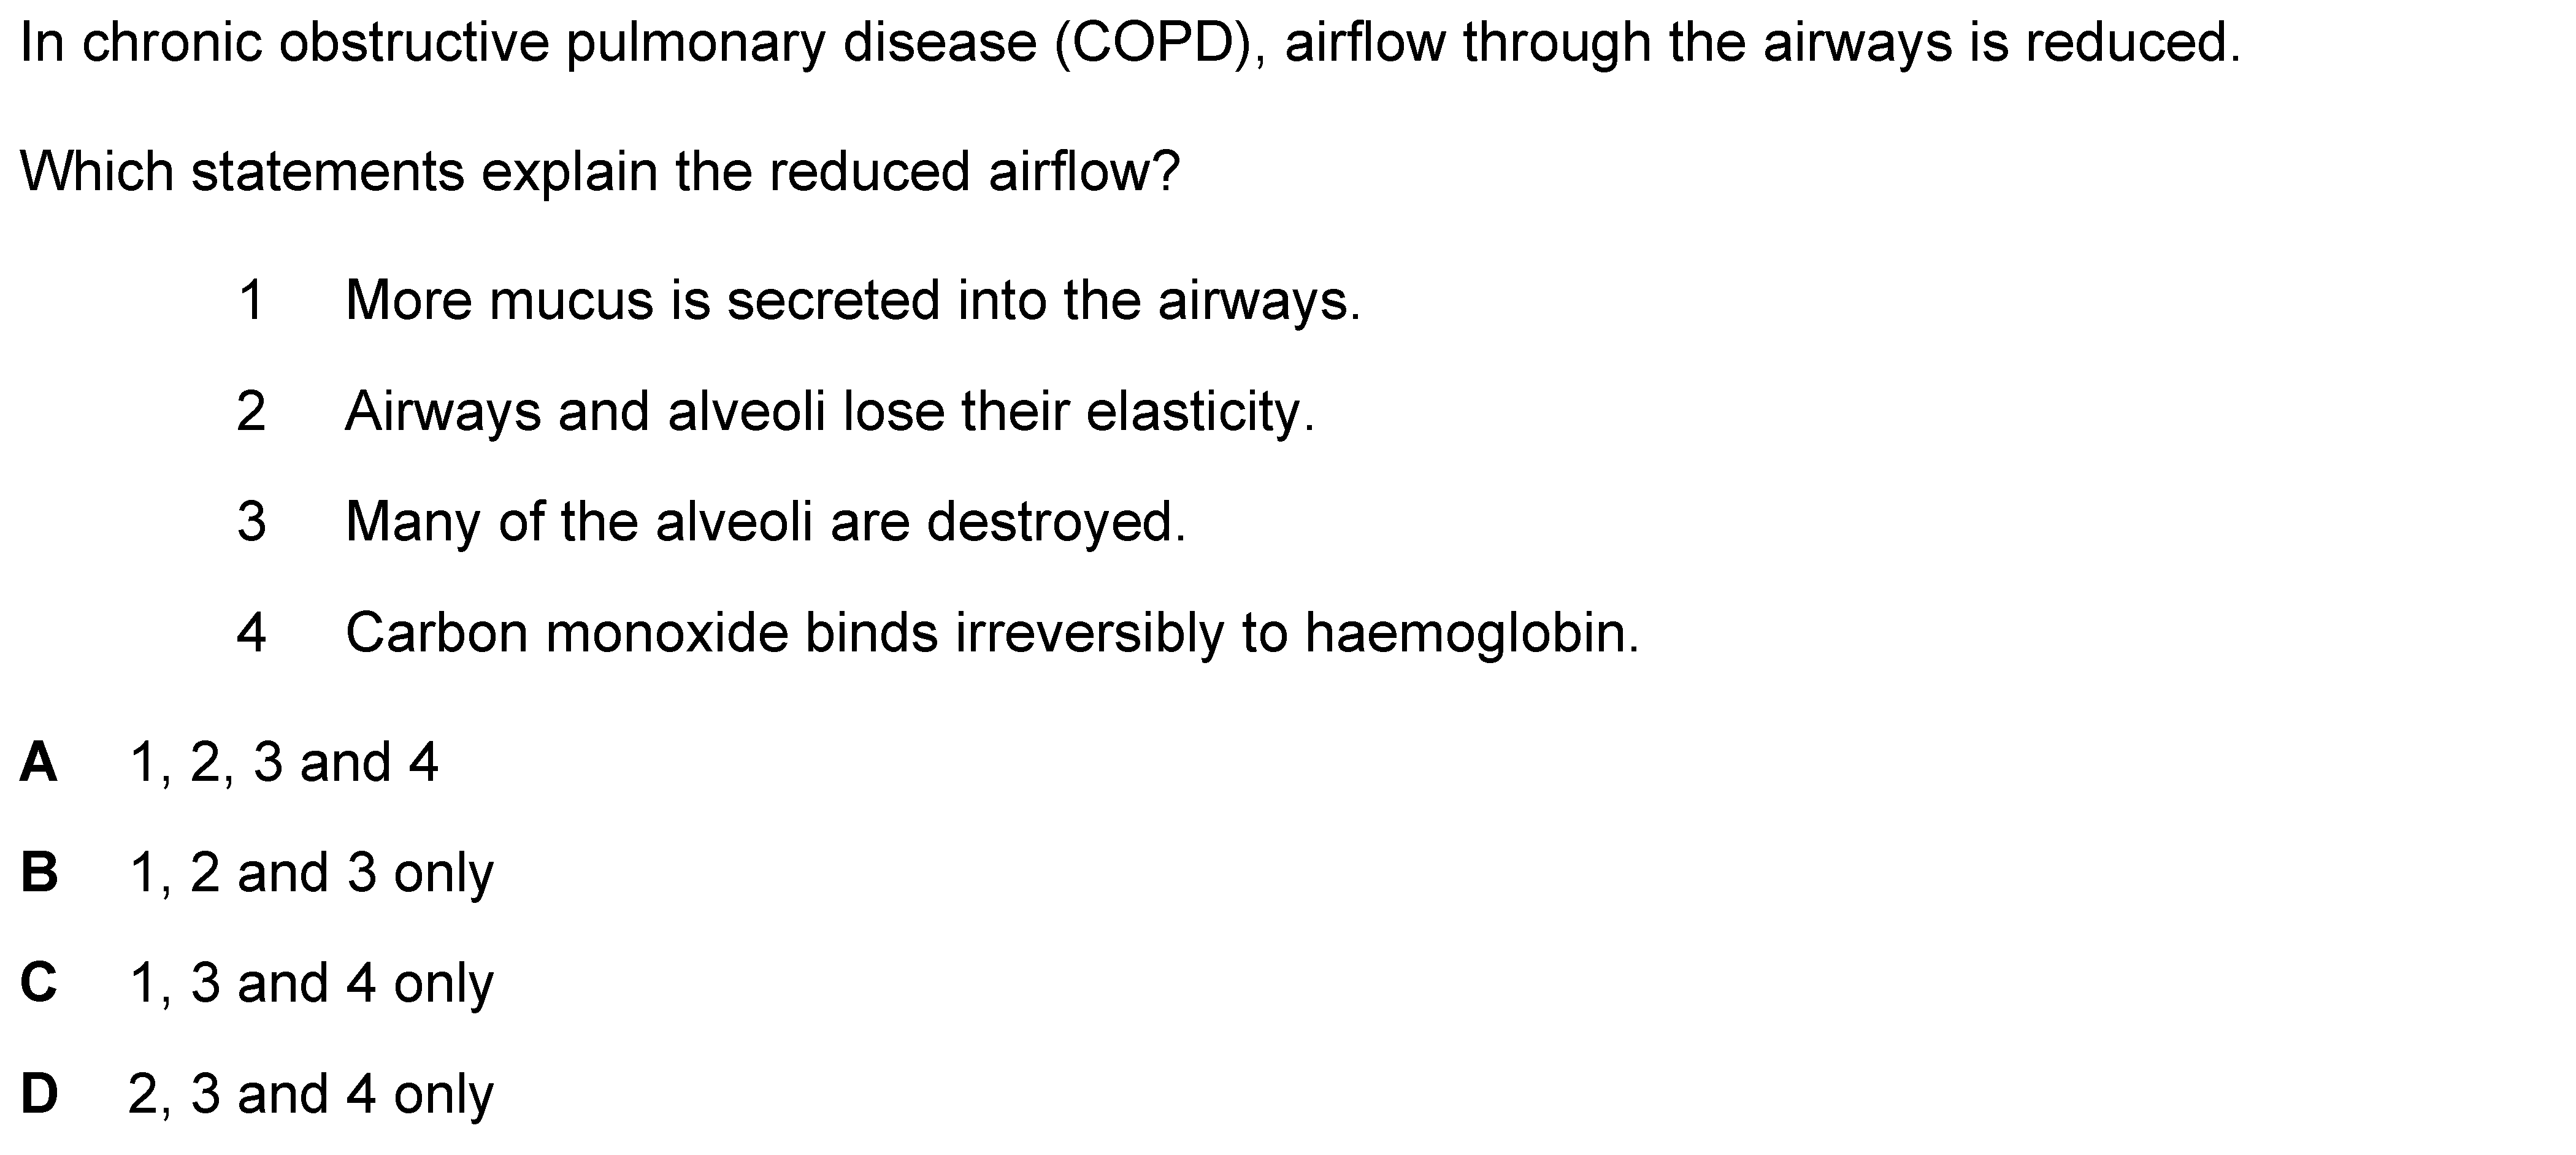 In chronic obstructive pulmonary disease (COPD), airflow through the airways is reduced.
Which statements explain the reduced airflow?
1 More mucus is secreted into the airways.
2 Airways and alveoli lose their elasticity.
3 Many of the alveoli are destroyed.
4 Carbon monoxide binds irreversibly to haemoglobin.
A 1, 2, 3 and 4
B 1, 2 and 3 only
C 1, 3 and 4 only
D 2, 3 and 4 only